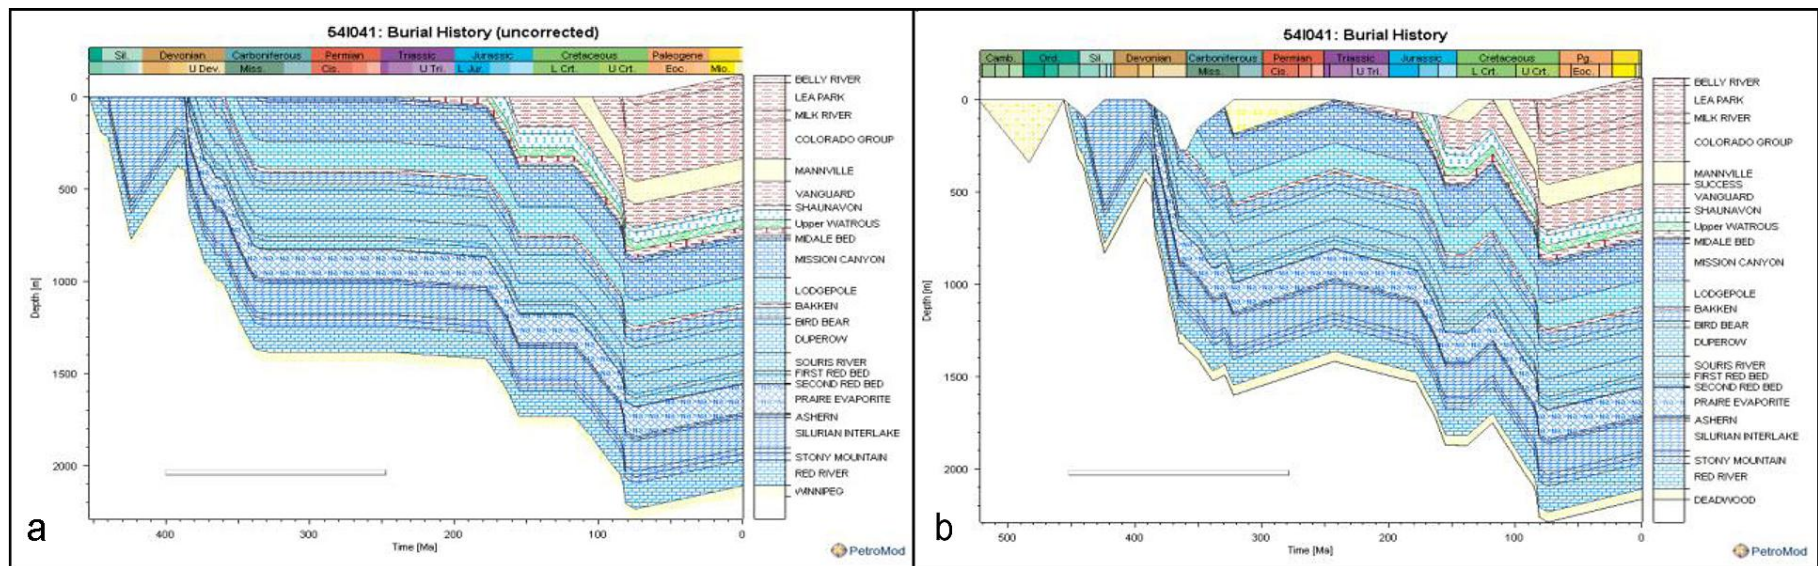 54I041: Burial History (uncorrected)
Sil. Devonian Carboniferous Permian Triassic Jurassic Cretaceous Paleogene
U Dev. Miss. Cis. U Tri. L Jur. L Crt. U Crt. Eoc. Mio.
BELLY RIVER
0
LEA PARK
MILK RIVER
COLORADO GROUP
MANNVILLE
500
VANGUARD
SHAUNAVON
Upper WATROUS
MIDALE BED
MISSION CANYON
1000
LODGEPOLE
BAKKEN
BIRD BEAR
DUPEROW
SOURIS RIVER
1500
FIRST RED BED
SECOND RED BED
PRAIRE EVAPORITE
ASHERN
SILURIAN INTERLAKE
STONY MOUNTAIN
2000
RED RIVER
WINNIPEG
Depth [m]
400 300 200 100 0
Time [Ma]
PetroMod
a
54I041: Burial History
Camb. Ord. Sil. Devonian Carboniferous Permian Triassic Jurassic Cretaceous Pg.
Miss. Cis. U Tri. L Crt. U Crt. Eoc.
BELLY RIVER
0
LEA PARK
MILK RIVER
COLORADO GROUP
MANNVILLE
SUCCESS
500
VANGUARD
SHAUNAVON
Upper WATROUS
MIDALE BED
MISSION CANYON
1000
LODGEPOLE
BAKKEN
BIRD BEAR
DUPEROW
SOURIS RIVER
1500
FIRST RED BED
SECOND RED BED
PRAIRE EVAPORITE
ASHERN
SILURIAN INTERLAKE
STONY MOUNTAIN
2000
RED RIVER
DEADWOOD
Depth [m]
500 400 300 200 100 0
Time [Ma]
PetroMod
b